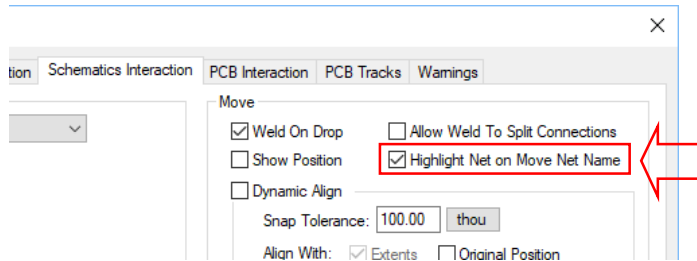 tion Schematics Interaction PCB Interaction PCB Tracks Warnings
Move
Weld On Drop Allow Weld To Split Connections
Show Position Highlight Net on Move Net Name
Dynamic Align
Snap Tolerance: 100.00 thou
Align With: Extents Original Position